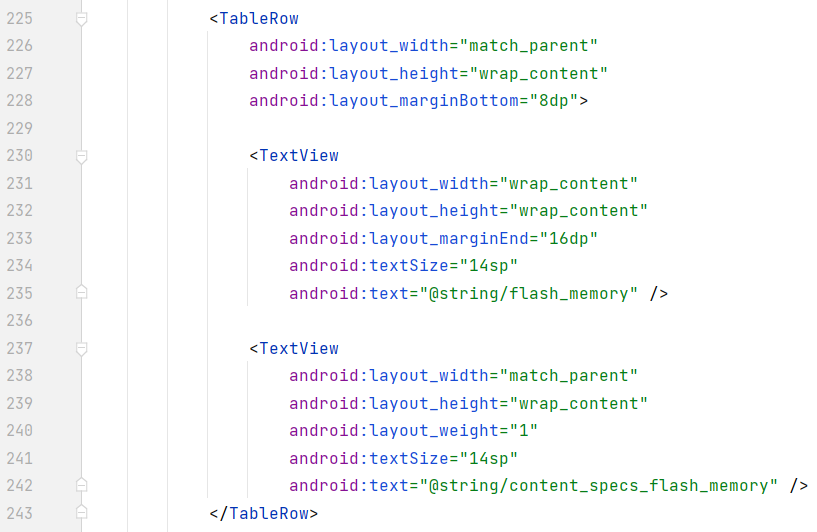 225 <TableRow
226 android:layout_width="match_parent"
227 android:layout_height="wrap_content"
228 android:layout_marginBottom="8dp">
229
230 <TextView
231 android:layout_width="wrap_content"
232 android:layout_height="wrap_content"
233 android:layout_marginEnd="16dp"
234 android:textSize="14sp"
235 android:text="@string/flash_memory" />
236
237 <TextView
238 android:layout_width="match_parent"
239 android:layout_height="wrap_content"
240 android:layout_weight="1"
241 android:textSize="14sp"
242 android:text="@string/content_specs_flash_memory" />
243 </TableRow>